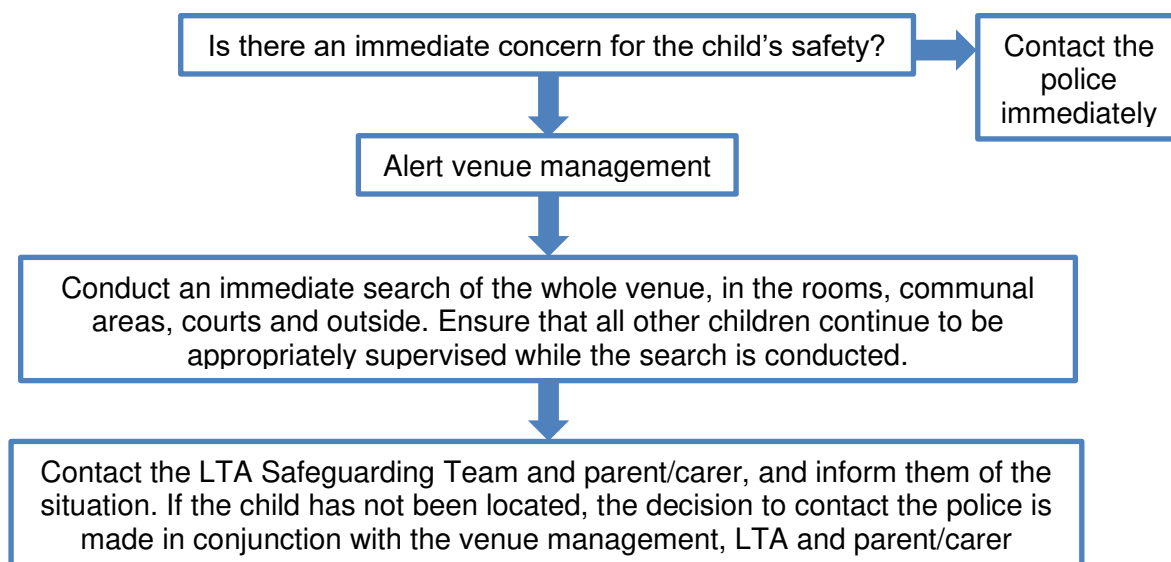 Is there an immediate concern for the child’s safety?
Contact the
police
immediately
Alert venue management
Conduct an immediate search of the whole venue, in the rooms, communal
areas, courts and outside. Ensure that all other children continue to be
appropriately supervised while the search is conducted.
Contact the LTA Safeguarding Team and parent/carer, and inform them of the
situation. If the child has not been located, the decision to contact the police is
made in conjunction with the venue management, LTA and parent/carer